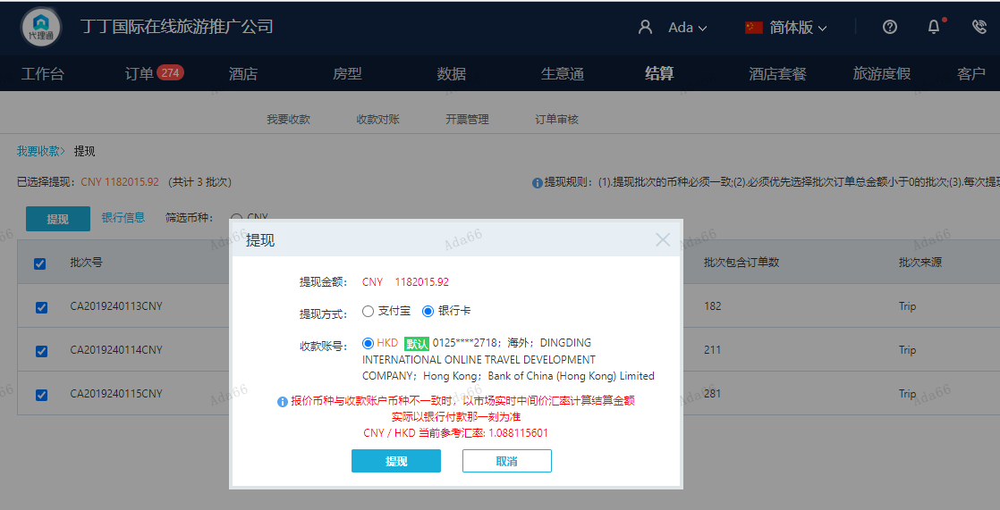 代理通
丁丁国际在线旅游推广公司
Ada
简体版
工作台 订单 274 酒店 房型 数据 生意通 结算 酒店套餐 旅游度假 客户
我要收款 收款对账 开票管理 订单审核
我要收款> 提现
已选择提现: CNY 1182015.92 (共计 3 批次)
提现规则: (1).提现批次的币种必须一致;(2).必须优先选择批次订单总金额小于0的批次;(3).每次提现
提现 银行信息 筛选币种: CNY
批次号 批次包含订单数 批次来源
CA2019240113CNY 182 Trip
CA2019240114CNY 211 Trip
CA2019240115CNY 281 Trip
提现
提现金额: CNY 1182015.92
提现方式: 支付宝 银行卡
收款账号: HKD 默认 0125****2718; 海外; DINGDING
INTERNATIONAL ONLINE TRAVEL DEVELOPMENT
COMPANY; Hong Kong; Bank of China (Hong Kong) Limited
报价币种与收款账户币种不一致时, 以市场实时中间价汇率计算结算金额
实际以银行付款那一刻为准
CNY / HKD 当前参考汇率: 1.088115601
提现 取消
Ada66
Ada66
Ada66
Ada66
Ada66
Ada66
Ada66